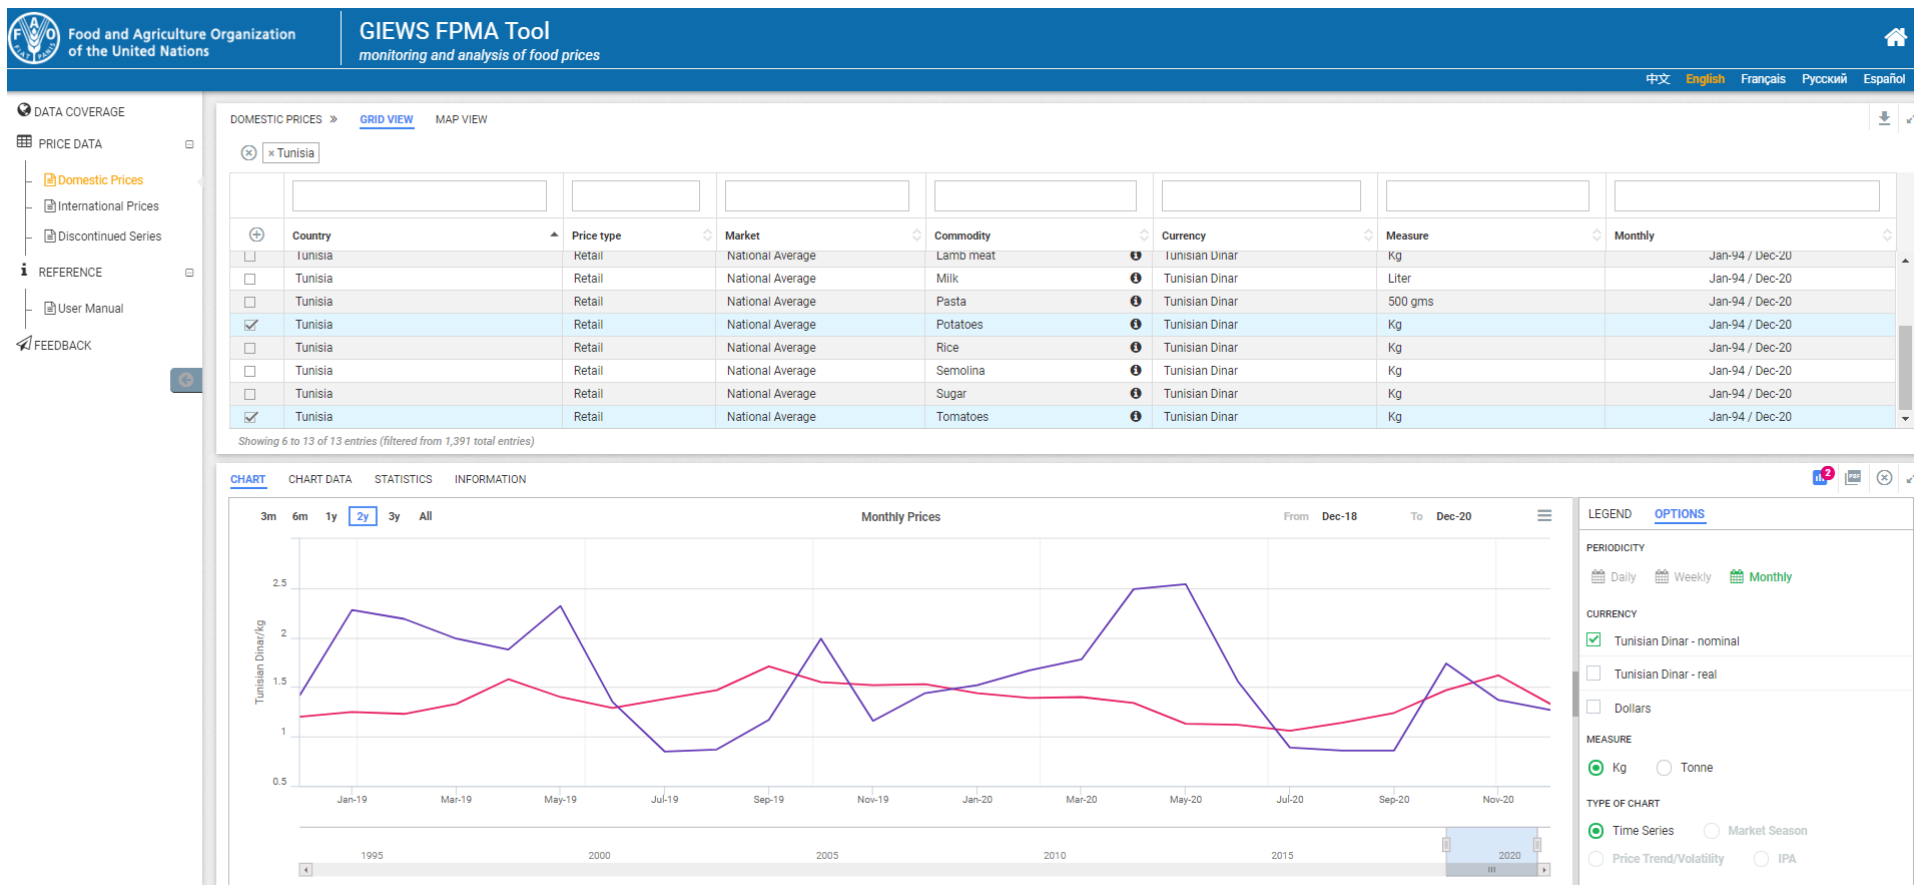 Food and Agriculture Organization
of the United Nations
GIEWS FPMA Tool
monitoring and analysis of food prices
中文 English Français Русский Español
DATA COVERAGE
PRICE DATA
Domestic Prices
International Prices
Discontinued Series
REFERENCE
User Manual
FEEDBACK
DOMESTIC PRICES » GRID VIEW MAP VIEW
× Tunisia
Country Price type Market Commodity Currency Measure Monthly
Tunisia Retail National Average Lamb meat Tunisian Dinar Kg Jan-94 / Dec-20
Tunisia Retail National Average Milk Tunisian Dinar Liter Jan-94 / Dec-20
Tunisia Retail National Average Pasta Tunisian Dinar 500 gms Jan-94 / Dec-20
Tunisia Retail National Average Potatoes Tunisian Dinar Kg Jan-94 / Dec-20
Tunisia Retail National Average Rice Tunisian Dinar Kg Jan-94 / Dec-20
Tunisia Retail National Average Semolina Tunisian Dinar Kg Jan-94 / Dec-20
Tunisia Retail National Average Sugar Tunisian Dinar Kg Jan-94 / Dec-20
Tunisia Retail National Average Tomatoes Tunisian Dinar Kg Jan-94 / Dec-20
Showing 6 to 13 of 13 entries (filtered from 1,391 total entries)
CHART CHART DATA STATISTICS INFORMATION
2
PDF
3m 6m 1y 2y 3y All
Monthly Prices
From Dec-18 To Dec-20
Tunisian Dinar/kg
2.5
2
1.5
1
0.5
Jan-19 Mar-19 May-19 Jul-19 Sep-19 Nov-19 Jan-20 Mar-20 May-20 Jul-20 Sep-20 Nov-20
1995 2000 2005 2010 2015 2020
LEGEND OPTIONS
PERIODICITY
Daily Weekly Monthly
CURRENCY
Tunisian Dinar - nominal
Tunisian Dinar - real
Dollars
MEASURE
Kg Tonne
TYPE OF CHART
Time Series Market Season
Price Trend/Volatility IPA